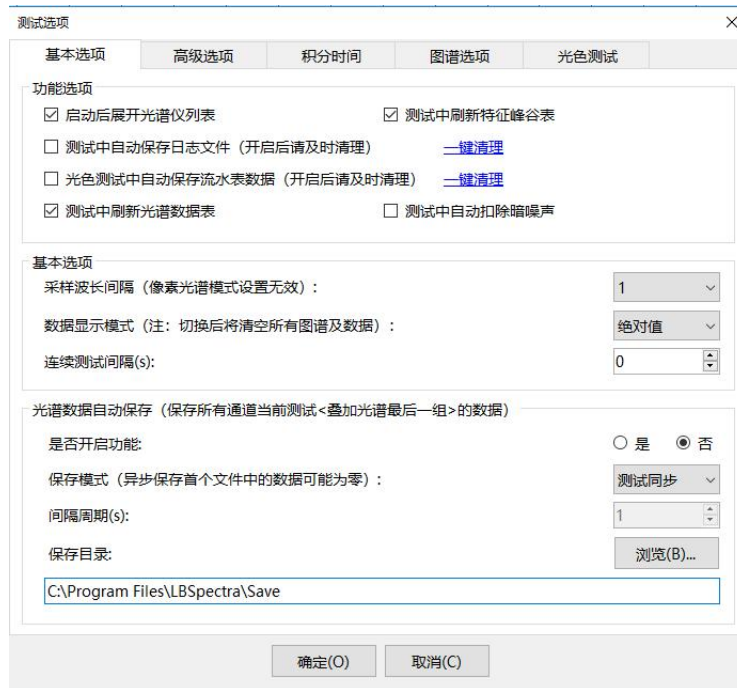 测试选项
基本选项 高级选项 积分时间 图谱选项 光色测试
功能选项
启动后展开光谱仪列表 测试中刷新特征峰谷表
测试中自动保存日志文件（开启后请及时清理） 一键清理
光色测试中自动保存流水表数据（开启后请及时清理） 一键清理
测试中刷新光谱数据表 测试中自动扣除暗噪声
基本选项
采样波长间隔（像素光谱模式设置无效）: 1
数据显示模式（注：切换后将清空所有图谱及数据）: 绝对值
连续测试间隔(s): 0
光谱数据自动保存（保存所有通道当前测试<叠加光谱最后一组>的数据）
是否开启功能: 是 否
保存模式（异步保存首个文件中的数据可能为零）: 测试同步
间隔周期(s): 1
保存目录: 浏览(B)...
C:\Program Files\LBSpectra\Save
确定(O) 取消(C)